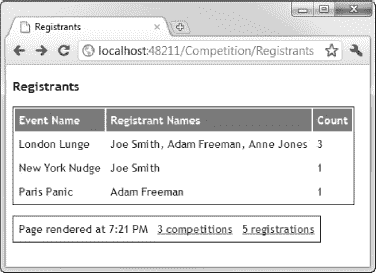 Registrants
localhost:48211/Competition/Registrants
Registrants
Event Name Registrant Names Count
London Lunge Joe Smith, Adam Freeman, Anne Jones 3
New York Nudge Joe Smith 1
Paris Panic Adam Freeman 1
Page rendered at 7:21 PM 3 competitions 5 registrations